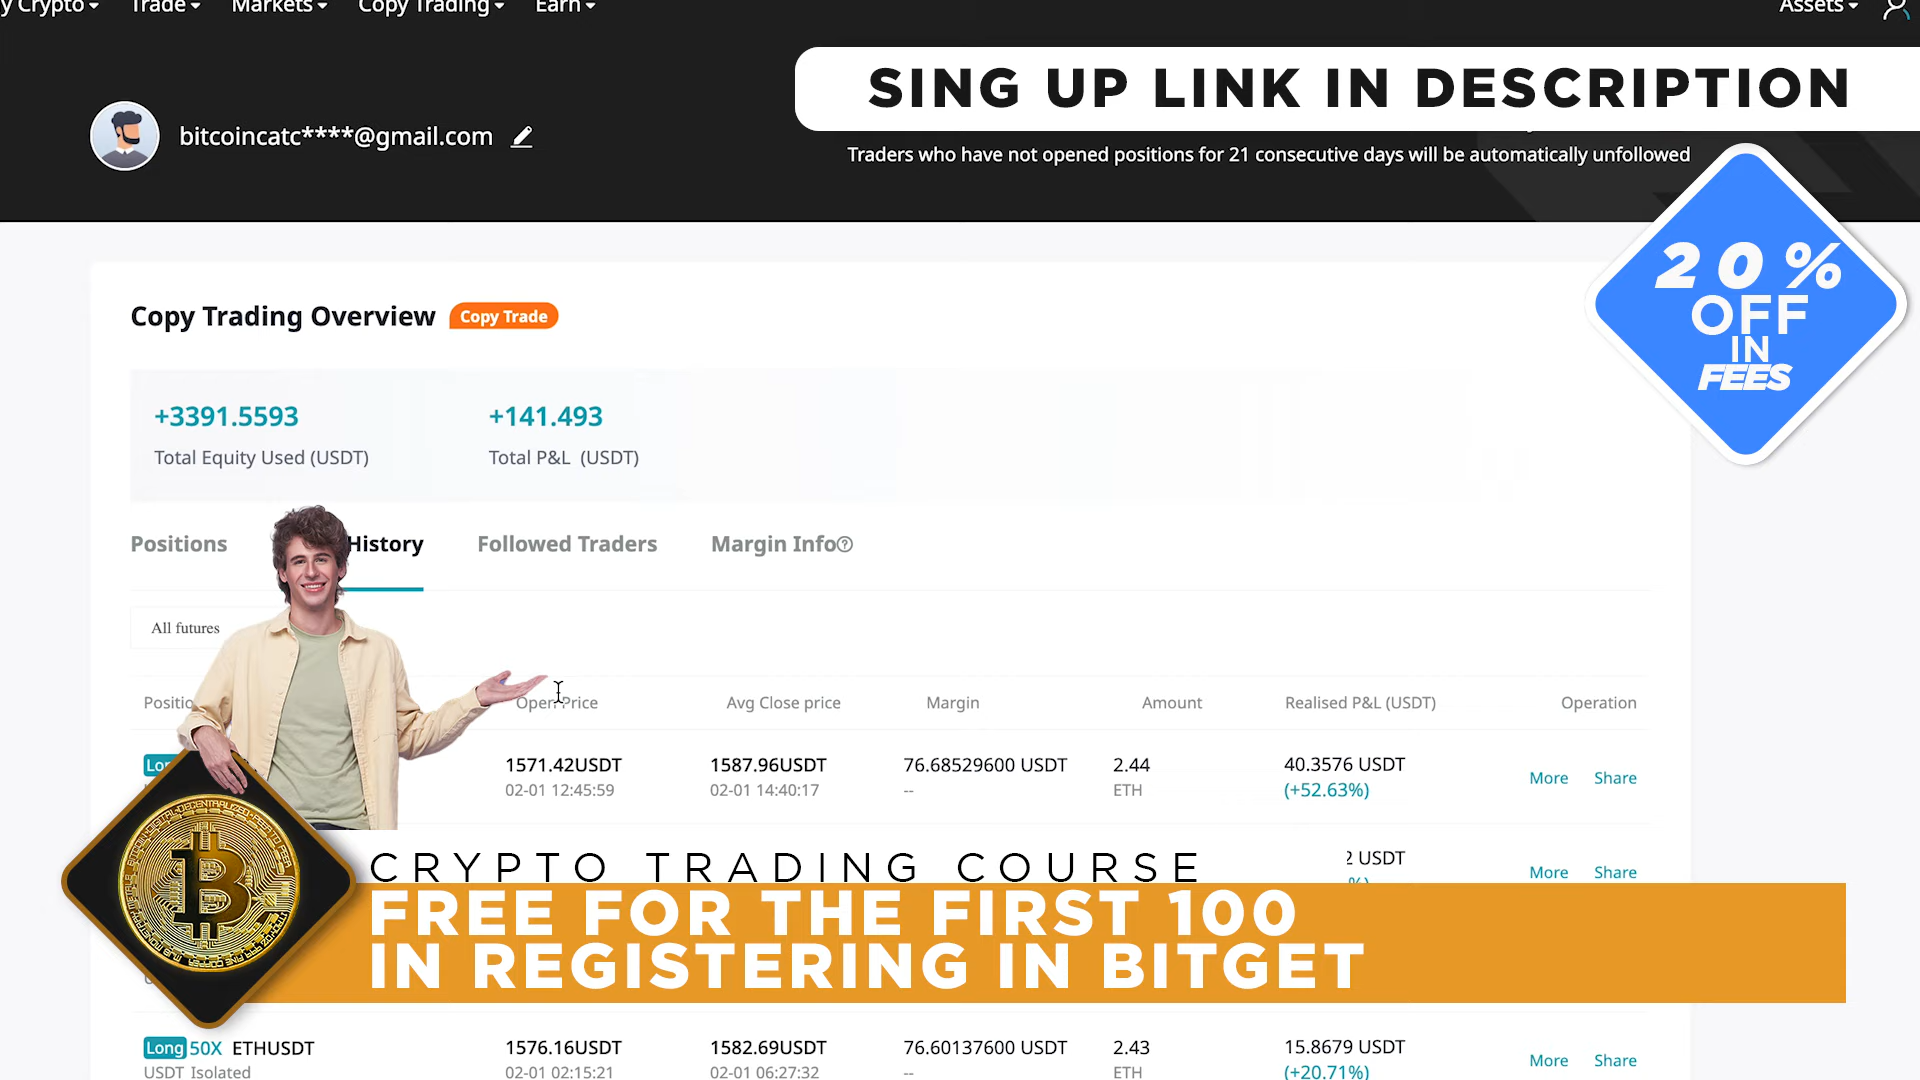 y Crypto Trade Markets Copy Trading Earn Assets
SING UP LINK IN DESCRIPTION
bitcoincatc****@gmail.com
Traders who have not opened positions for 21 consecutive days will be automatically unfollowed
20%
OFF
IN
FEES
Copy Trading Overview Copy Trade
+3391.5593 +141.493
Total Equity Used (USDT) Total P&L (USDT)
Positions History Followed Traders Margin Info
All futures
Open Price Avg Close price Margin Amount Realised P&L (USDT) Operation
1571.42USDT 1587.96USDT 76.68529600 USDT 2.44 40.3576 USDT More Share
02-01 12:45:59 02-01 14:40:17 -- ETH (+52.63%)
CRYPTO TRADING COURSE
2 USDT More Share
FREE FOR THE FIRST 100
IN REGISTERING IN BITGET
Long 50X ETHUSDT 1576.16USDT 1582.69USDT 76.60137600 USDT 2.43 15.8679 USDT More Share
USDT Isolated 02-01 02:15:21 02-01 06:27:32 -- ETH (+20.71%)